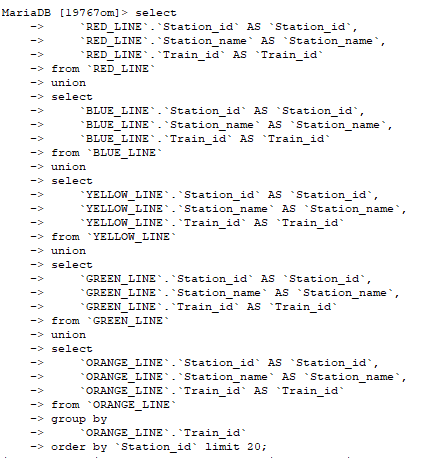 MariaDB [19767om]> select
    ->     `RED_LINE`.`Station_id` AS `Station_id`,
    ->     `RED_LINE`.`Station_name` AS `Station_name`,
    ->     `RED_LINE`.`Train_id` AS `Train_id`
    -> from `RED_LINE`
    -> union
    -> select
    ->     `BLUE_LINE`.`Station_id` AS `Station_id`,
    ->     `BLUE_LINE`.`Station_name` AS `Station_name`,
    ->     `BLUE_LINE`.`Train_id` AS `Train_id`
    -> from `BLUE_LINE`
    -> union
    -> select
    ->     `YELLOW_LINE`.`Station_id` AS `Station_id`,
    ->     `YELLOW_LINE`.`Station_name` AS `Station_name`,
    ->     `YELLOW_LINE`.`Train_id` AS `Train_id`
    -> from `YELLOW_LINE`
    -> union
    -> select
    ->     `GREEN_LINE`.`Station_id` AS `Station_id`,
    ->     `GREEN_LINE`.`Station_name` AS `Station_name`,
    ->     `GREEN_LINE`.`Train_id` AS `Train_id`
    -> from `GREEN_LINE`
    -> union
    -> select
    ->     `ORANGE_LINE`.`Station_id` AS `Station_id`,
    ->     `ORANGE_LINE`.`Station_name` AS `Station_name`,
    ->     `ORANGE_LINE`.`Train_id` AS `Train_id`
    -> from `ORANGE_LINE`
    -> group by
    ->     `ORANGE_LINE`.`Train_id`
    -> order by `Station_id` limit 20;